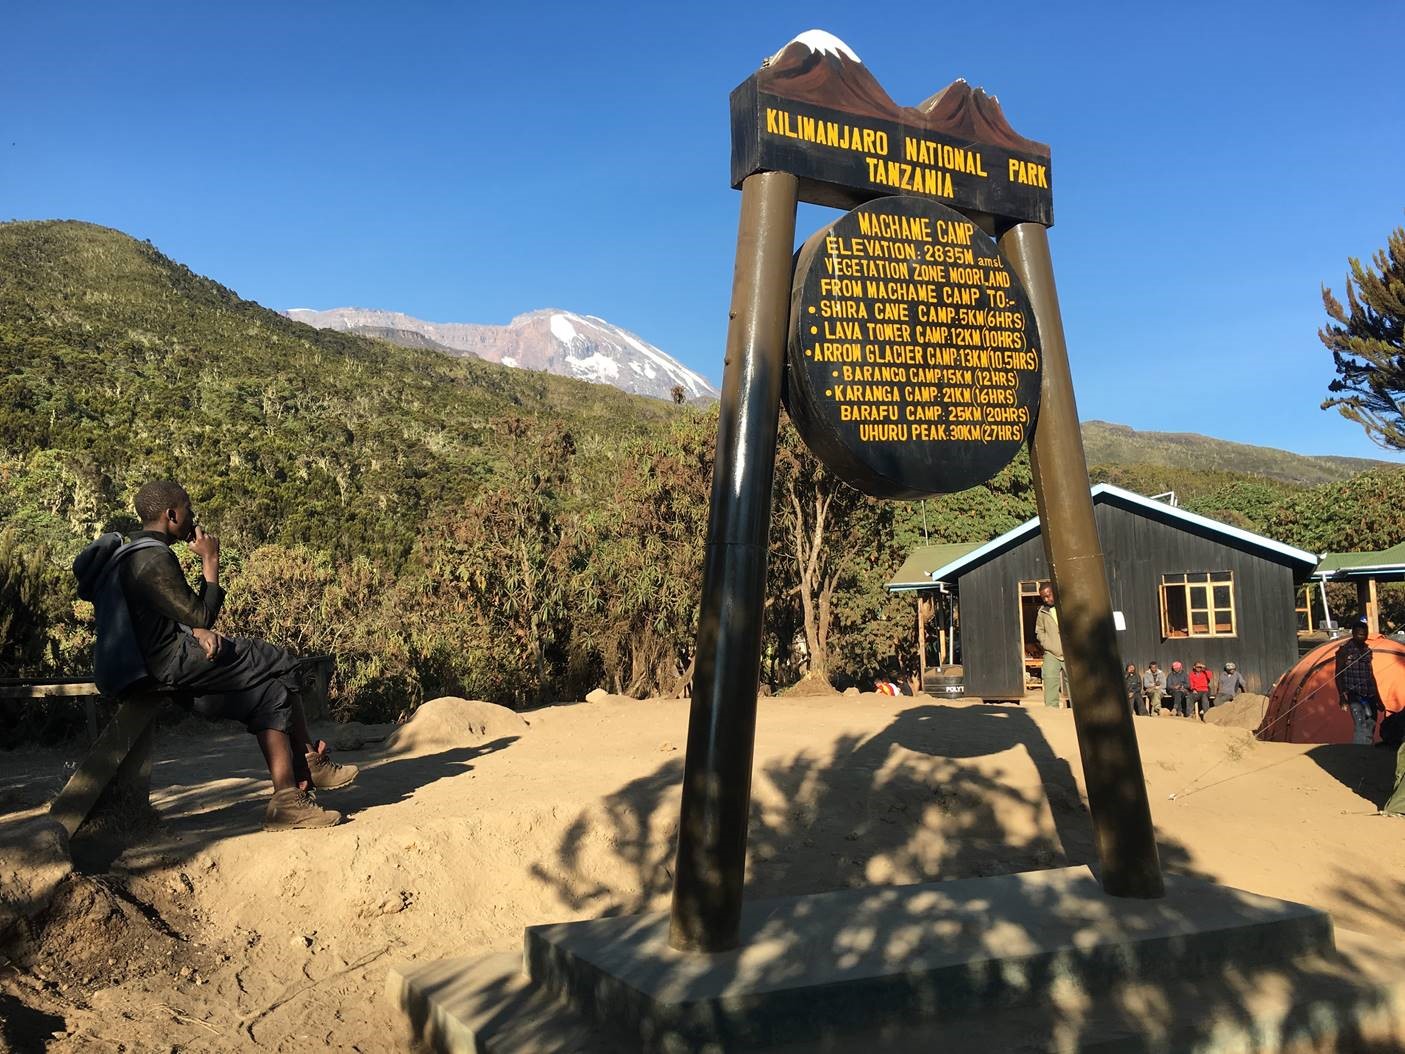 KILIMANJARO NATIONAL PARK
TANZANIA
MACHAME CAMP
ELEVATION: 2835M amsl
VEGETATION ZONE MOORLAND
FROM MACHAME CAMP TO:-
• SHIRA CAVE CAMP:5KM(6HRS)
• LAVA TOWER CAMP:12KM(10HRS)
• ARROW GLACIER CAMP:13KM(10.5HRS)
• BARANCO CAMP:15KM(12HRS)
• KARANGA CAMP: 21KM(16HRS)
BARAFU CAMP: 25KM(20HRS)
UHURU PEAK:30KM(27HRS)
POLYT